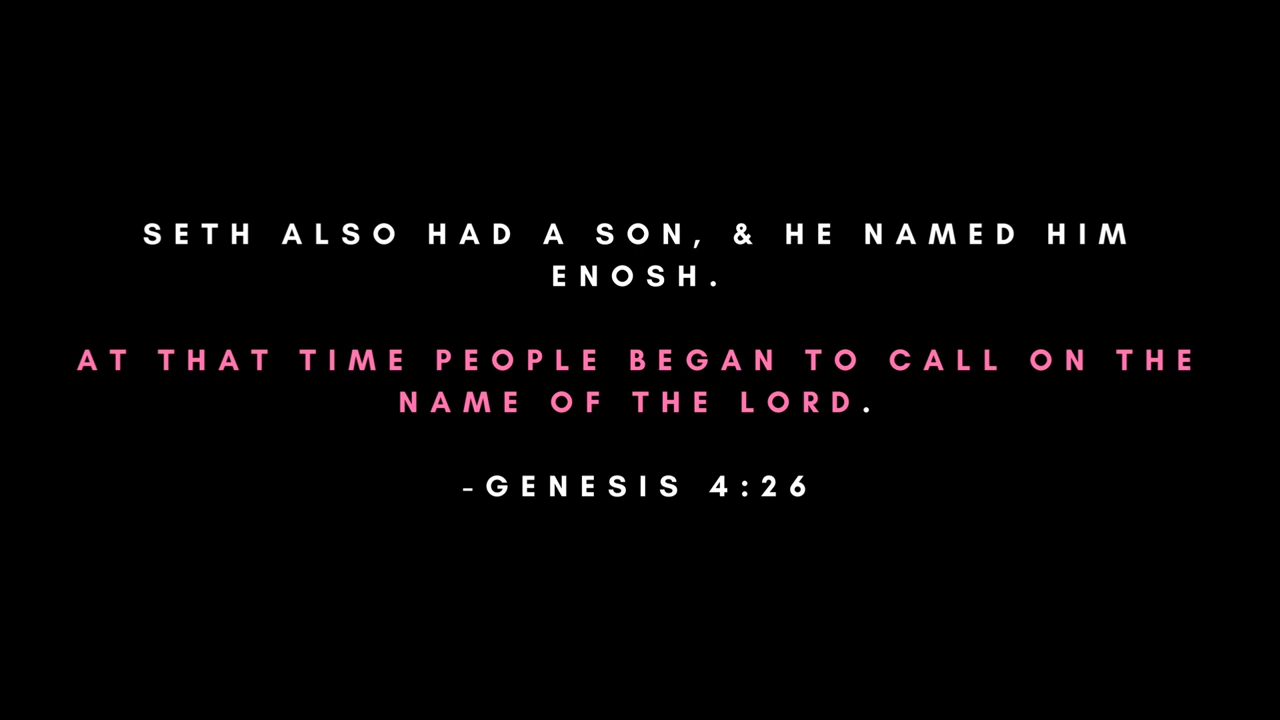 SETH ALSO HAD A SON, & HE NAMED HIM
ENOSH.
AT THAT TIME PEOPLE BEGAN TO CALL ON THE
NAME OF THE LORD.
-GENESIS 4:26